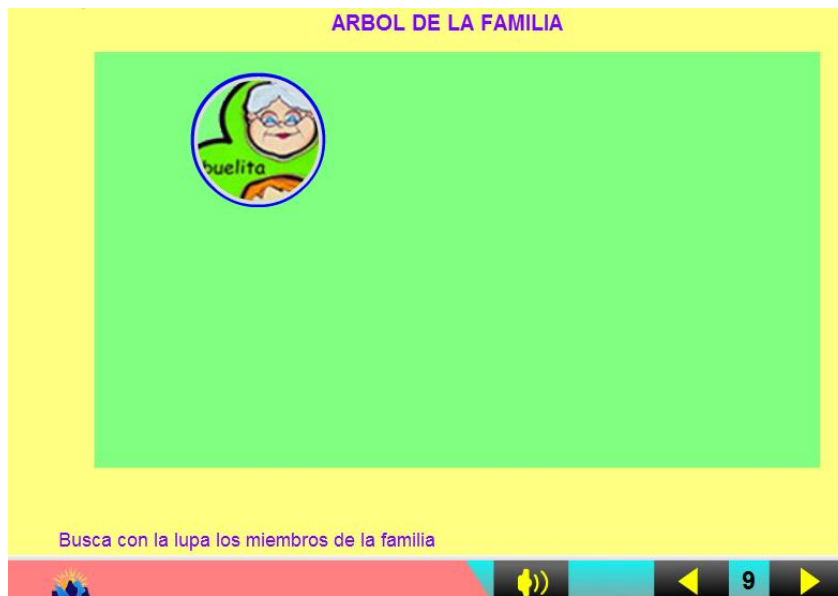 ARBOL DE LA FAMILIA
buelita
Busca con la lupa los miembros de la familia
9